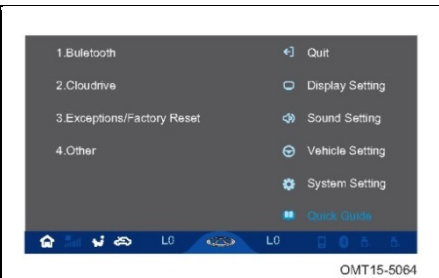 1.Buletooth
2.Cloudrive
3.Exceptions/Factory Reset
4.Other
Quit
Display Setting
Sound Setting
Vehicle Setting
System Setting
Quick Guide
L0 L0
OMT15-5064